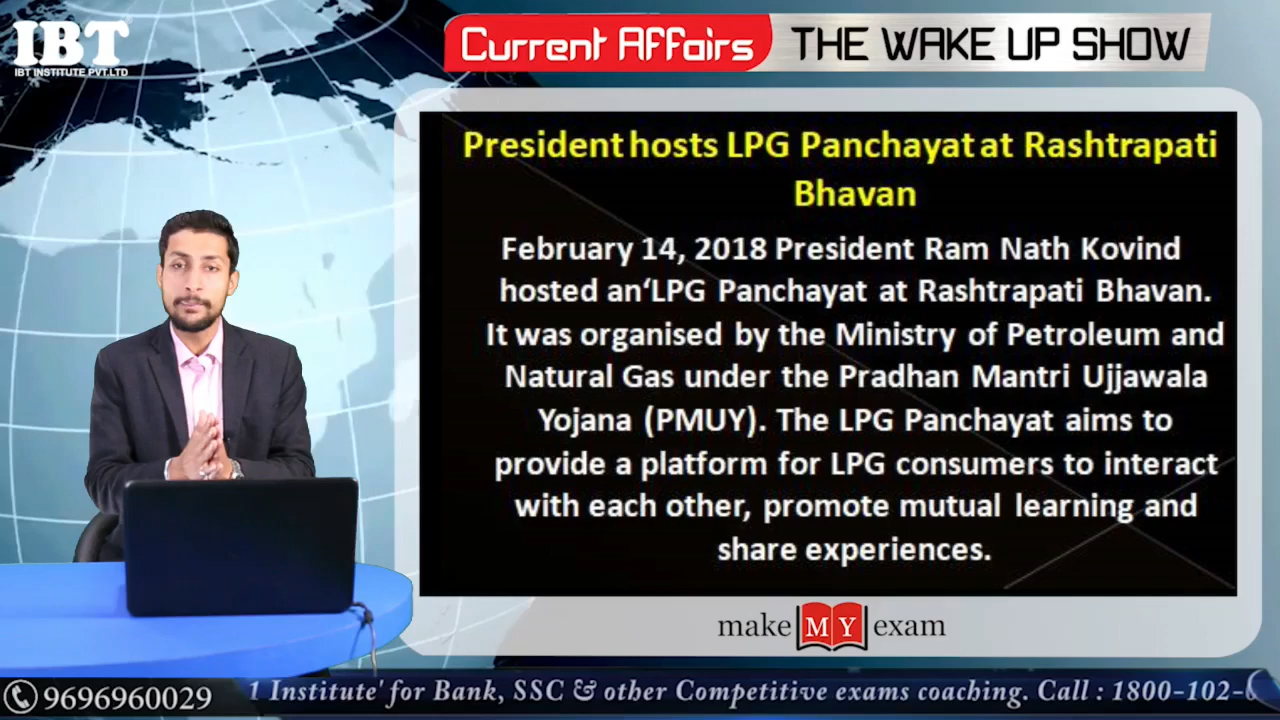 IBT
IBT INSTITUTE PVT.LTD
Current Affairs THE WAKE UP SHOW
President hosts LPG Panchayat at Rashtrapati
Bhavan
February 14, 2018 President Ram Nath Kovind
hosted an‘LPG Panchayat at Rashtrapati Bhavan.
It was organised by the Ministry of Petroleum and
Natural Gas under the Pradhan Mantri Ujjawala
Yojana (PMUY). The LPG Panchayat aims to
provide a platform for LPG consumers to interact
with each other, promote mutual learning and
share experiences.
make MY exam
9696960029 1 Institute' for Bank, SSC & other Competitive exams coaching. Call : 1800-102-